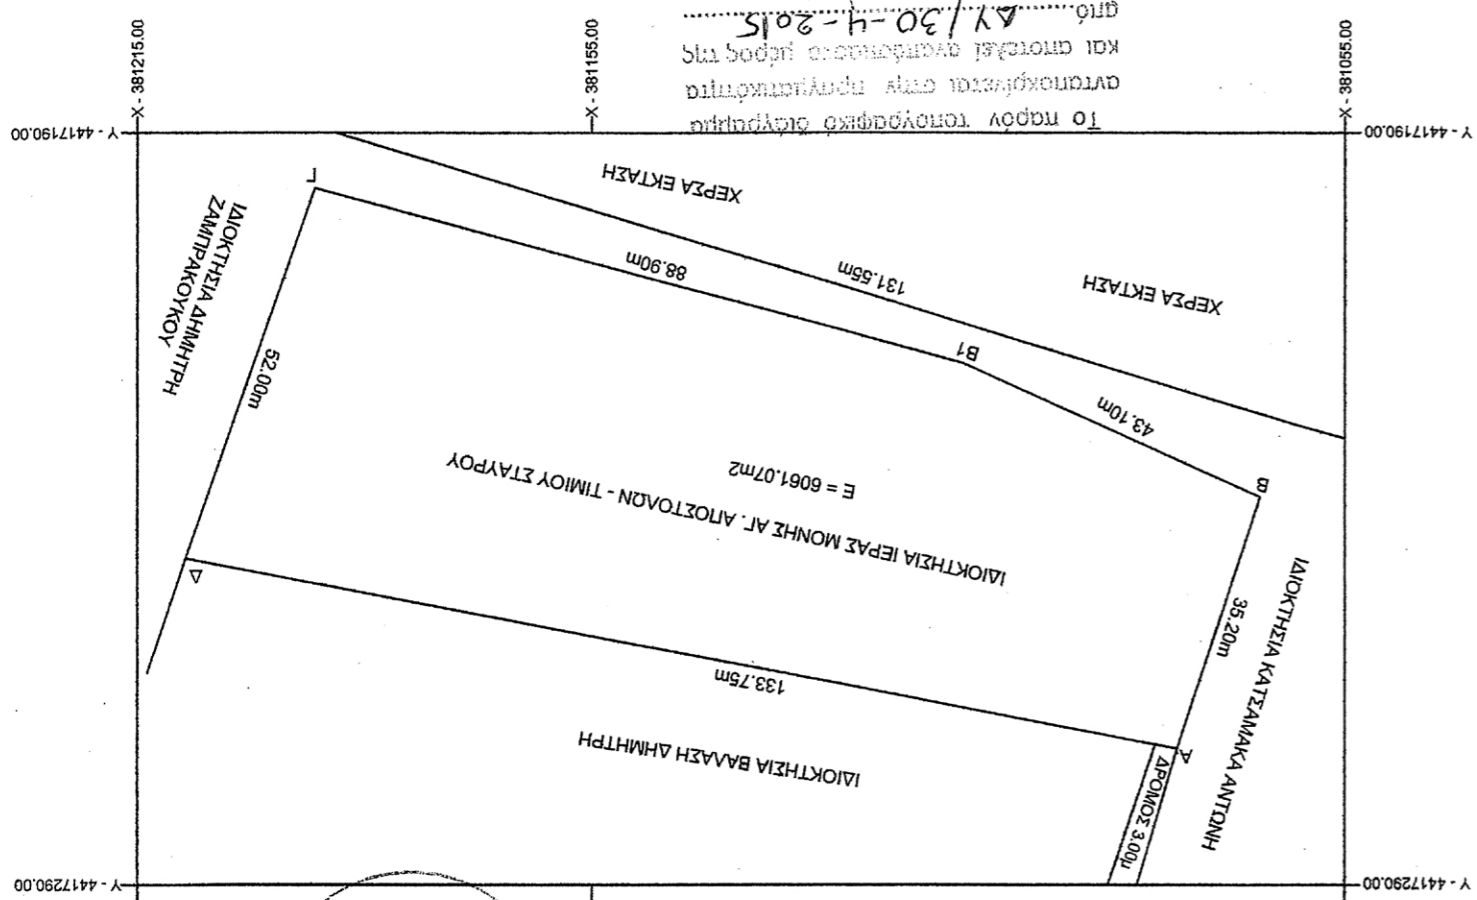 Y - 4417290.00
Y - 4417290.00
ΔΡΟΜΟΣ 3.00μ
ΙΔΙΟΚΤΗΣΙΑ ΒΑΛΑΣΗ ΔΗΜΗΤΡΗ
Α
133.75m
Δ
ΙΔΙΟΚΤΗΣΙΑ ΚΑΤΣΑΜΑΚΑ ΑΝΤΩΝΗ
35.20m
ΙΔΙΟΚΤΗΣΙΑ ΙΕΡΑΣ ΜΟΝΗΣ ΑΓ. ΑΠΟΣΤΟΛΩΝ - ΤΙΜΙΟΥ ΣΤΑΥΡΟΥ
E = 6061.07m2
Β
43.10m
Β1
52.00m
ΙΔΙΟΚΤΗΣΙΑ ΔΗΜΗΤΡΗ
ΖΑΜΠΡΑΚΟΥΚΟΥ
88.90m
131.55m
ΧΕΡΣΑ ΕΚΤΑΣΗ
ΧΕΡΣΑ ΕΚΤΑΣΗ
Γ
Y - 4417190.00
Y - 4417190.00
Το παρόν τοπογραφικό διάγραμμα
ανταποκρίνεται στην πραγματικότητα
και αποτελεί αναπόσπαστο μέρος της
από ΔΥ/30-4-2015
X - 381055.00
X - 381155.00
X - 381215.00